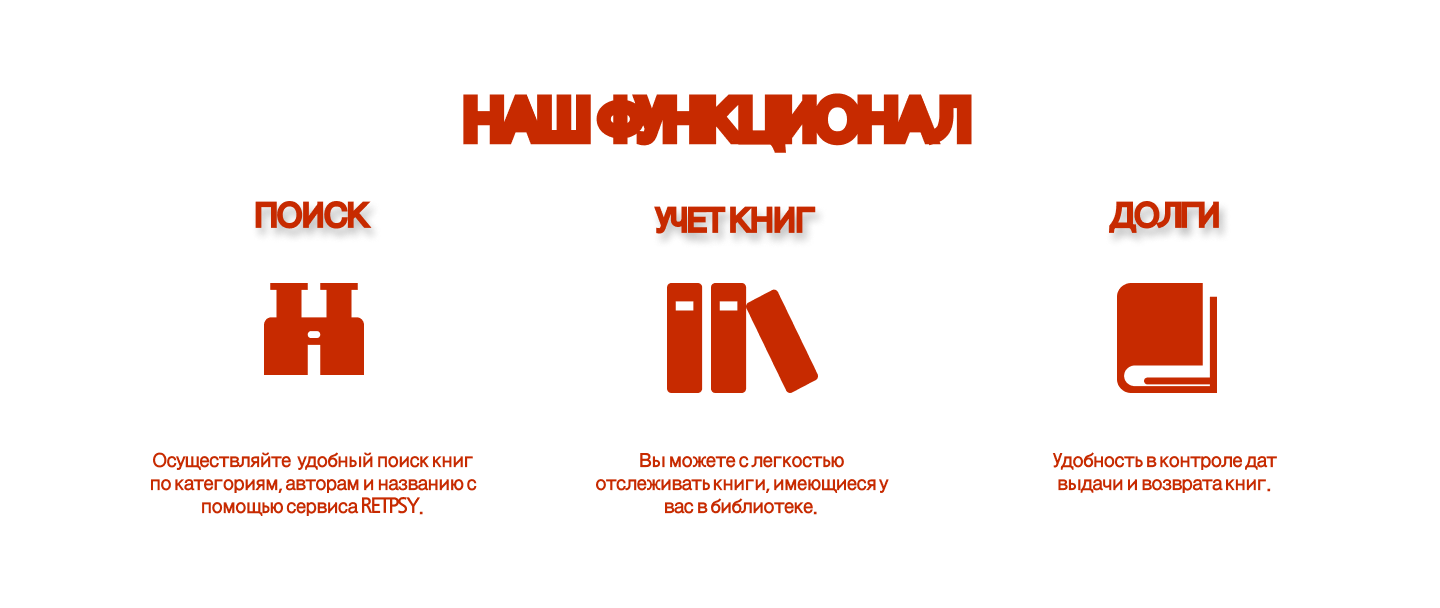 НАШ ФУНКЦИОНАЛ
ПОИСК
Осуществляйте удобный поиск книг
по категориям, авторам и названию с
помощью сервиса RETPSY.
УЧЕТ КНИГ
Вы можете с легкостью
отслеживать книги, имеющиеся у
вас в библиотеке.
ДОЛГИ
Удобность в контроле дат
выдачи и возврата книг.